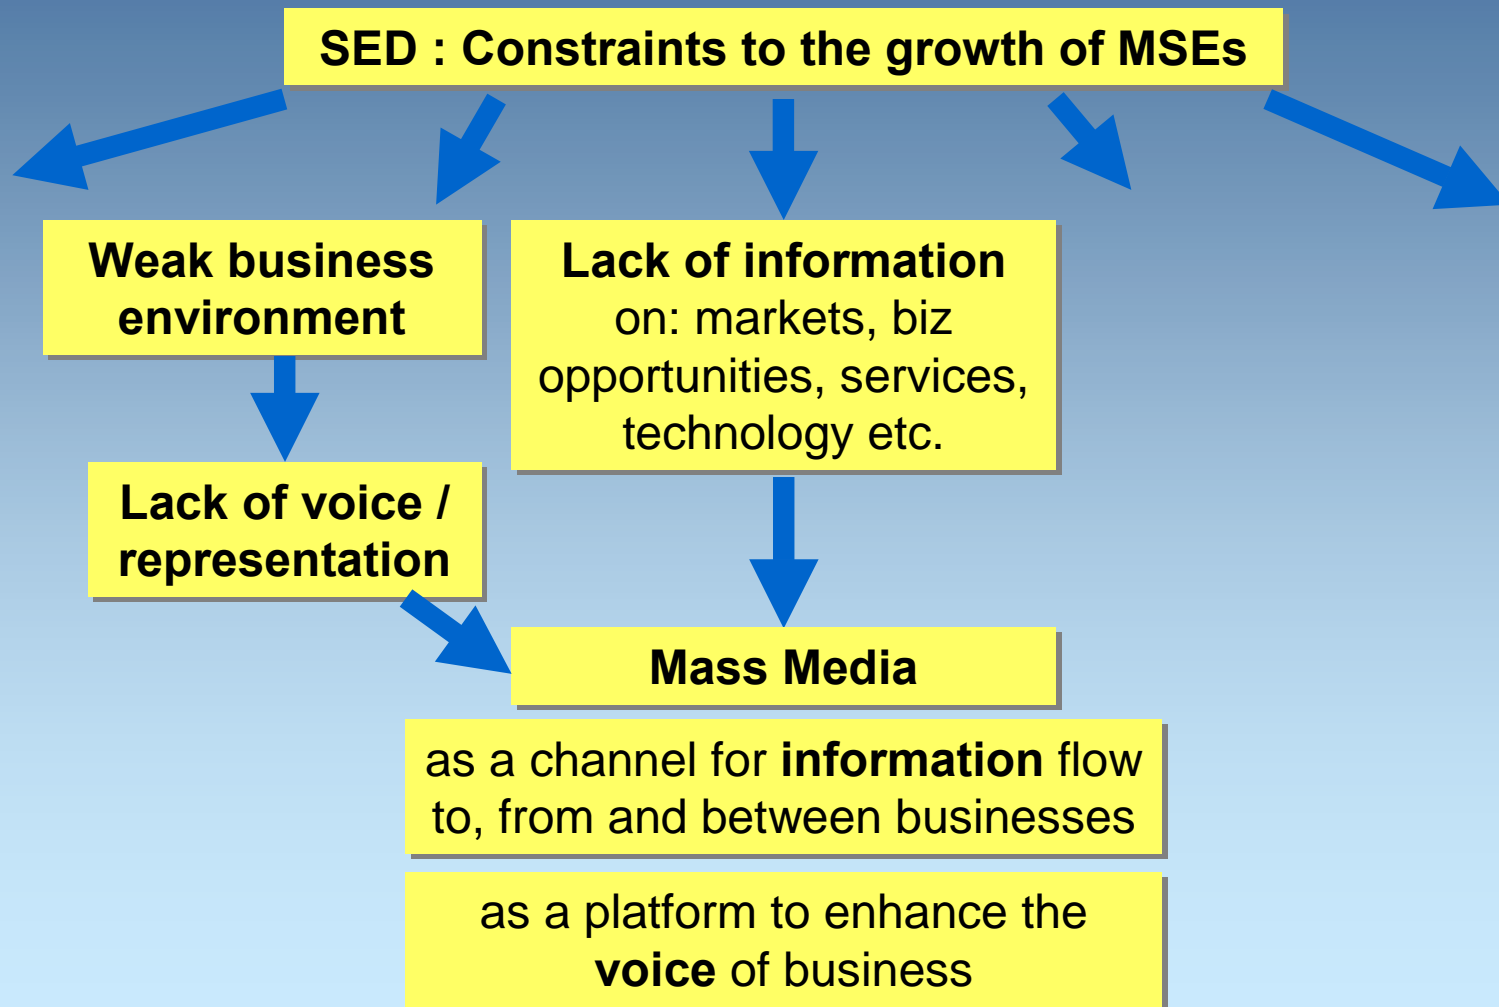 SED : Constraints to the growth of MSEs
Weak business
environment
Lack of information
on: markets, biz
opportunities, services,
technology etc.
Lack of voice /
representation
Mass Media
as a channel for information flow
to, from and between businesses
as a platform to enhance the
voice of business